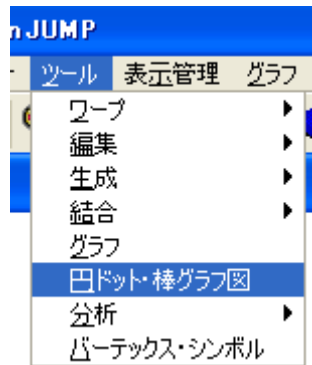 nJUMP
ツール 表示管理 グラフ
ワープ
編集
生成
結合
グラフ
円ドット・棒グラフ図
分析
バーテックス・シンボル